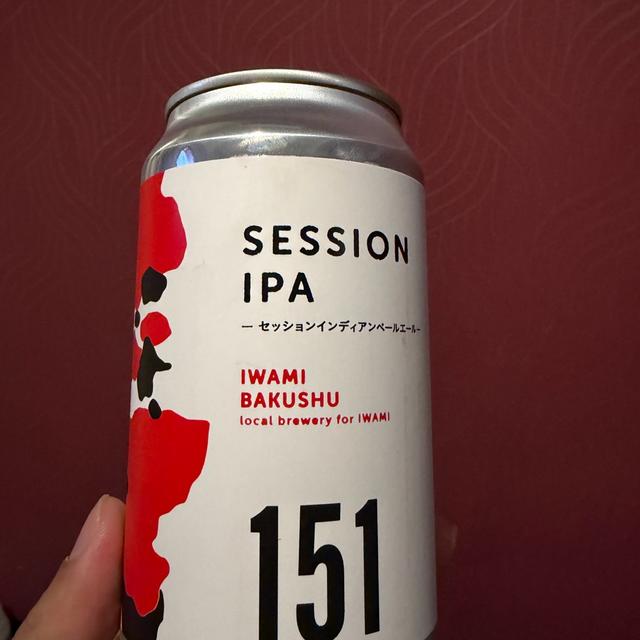 SESSION
IPA
— セッションインディアンペールエール—
IWAMI
BAKUSHU
local brewery for IWAMI
151